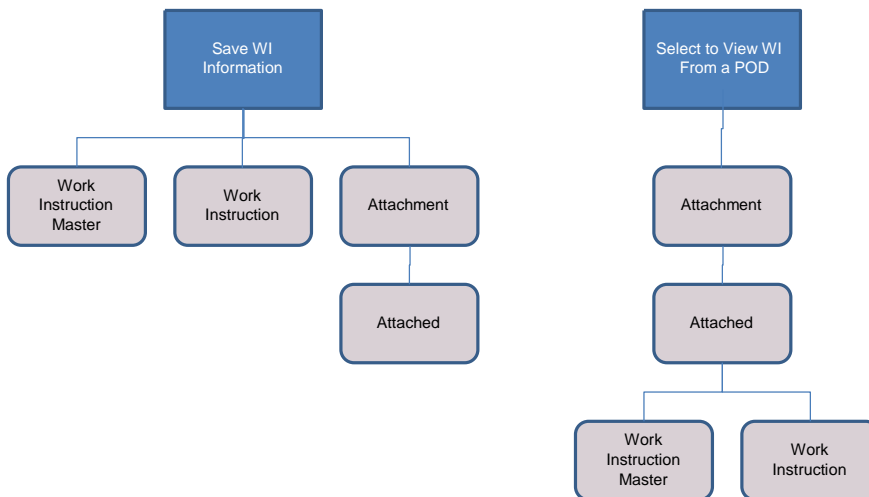 Save WI
Information
Select to View WI
From a POD
Work
Instruction
Master
Work
Instruction
Attachment
Attachment
Attached
Attached
Work
Instruction
Master
Work
Instruction